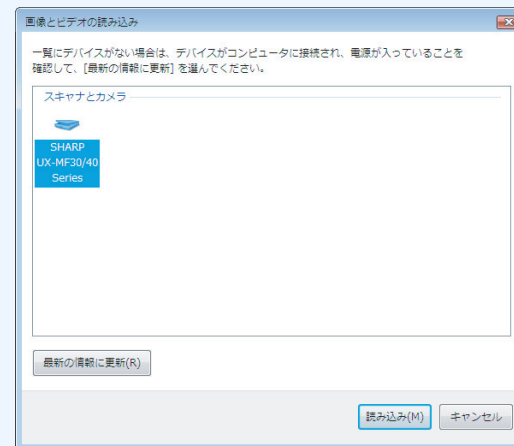 画像とビデオの読み込み
一覧にデバイスがない場合は、デバイスがコンピュータに接続され、電源が入っていることを
確認して、[最新の情報に更新] を選んでください。
スキャナとカメラ
SHARP
UX-MF30/40
Series
最新の情報に更新(R)
読み込み(M)
キャンセル